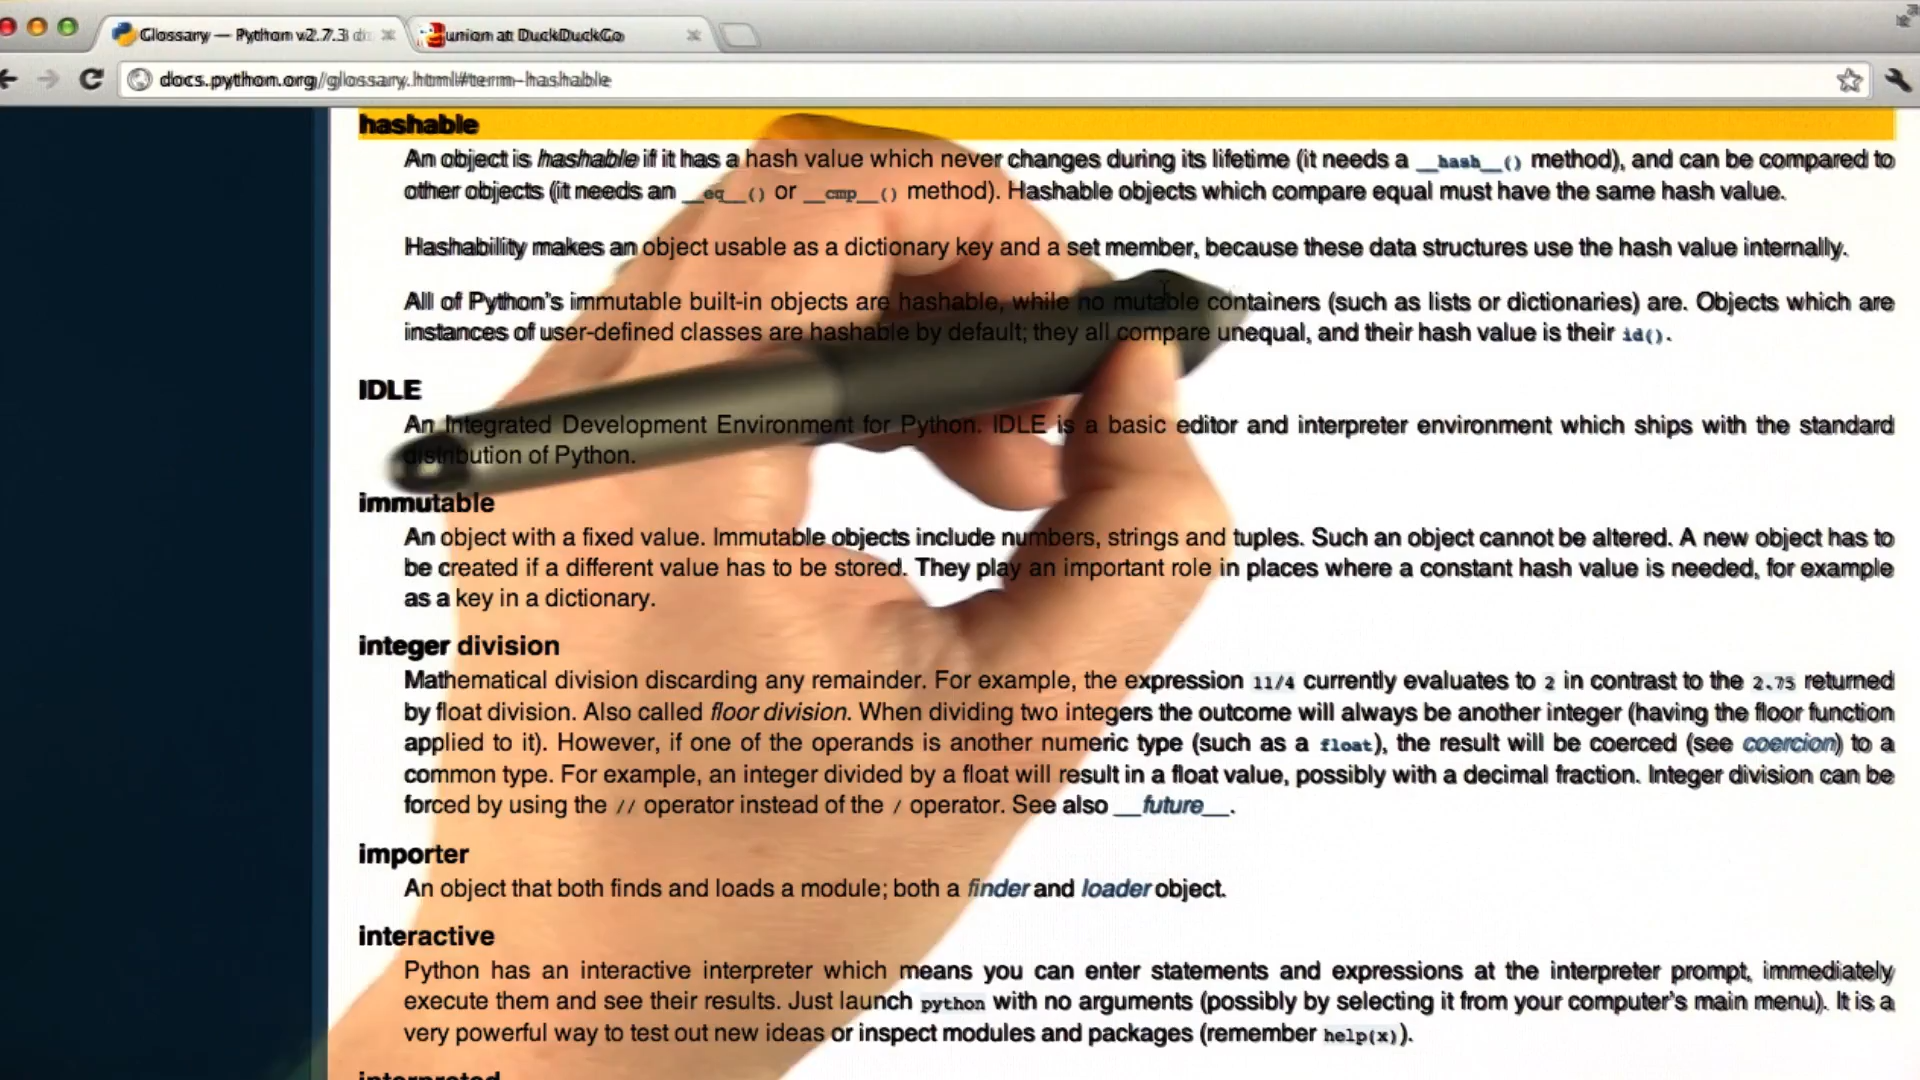 Glossary — Python v2.7.3 d
union at DuckDuckGo
docs.python.org/glossary.html#term-hashable
hashable
An object is hashable if it has a hash value which never changes during its lifetime (it needs a __hash__() method), and can be compared to
other objects (it needs an __eq__() or __cmp__() method). Hashable objects which compare equal must have the same hash value.
Hashability makes an object usable as a dictionary key and a set member, because these data structures use the hash value internally.
All of Python's immutable built-in objects are hashable, while no mutable containers (such as lists or dictionaries) are. Objects which are
instances of user-defined classes are hashable by default; they all compare unequal, and their hash value is their id().
IDLE
An Integrated Development Environment for Python. IDLE is a basic editor and interpreter environment which ships with the standard
distribution of Python.
immutable
An object with a fixed value. Immutable objects include numbers, strings and tuples. Such an object cannot be altered. A new object has to
be created if a different value has to be stored. They play an important role in places where a constant hash value is needed, for example
as a key in a dictionary.
integer division
Mathematical division discarding any remainder. For example, the expression 11/4 currently evaluates to 2 in contrast to the 2.75 returned
by float division. Also called floor division. When dividing two integers the outcome will always be another integer (having the floor function
applied to it). However, if one of the operands is another numeric type (such as a float), the result will be coerced (see coercion) to a
common type. For example, an integer divided by a float will result in a float value, possibly with a decimal fraction. Integer division can be
forced by using the // operator instead of the / operator. See also __future__.
importer
An object that both finds and loads a module; both a finder and loader object.
interactive
Python has an interactive interpreter which means you can enter statements and expressions at the interpreter prompt, immediately
execute them and see their results. Just launch python with no arguments (possibly by selecting it from your computer's main menu). It is a
very powerful way to test out new ideas or inspect modules and packages (remember help(x)).
interpreted